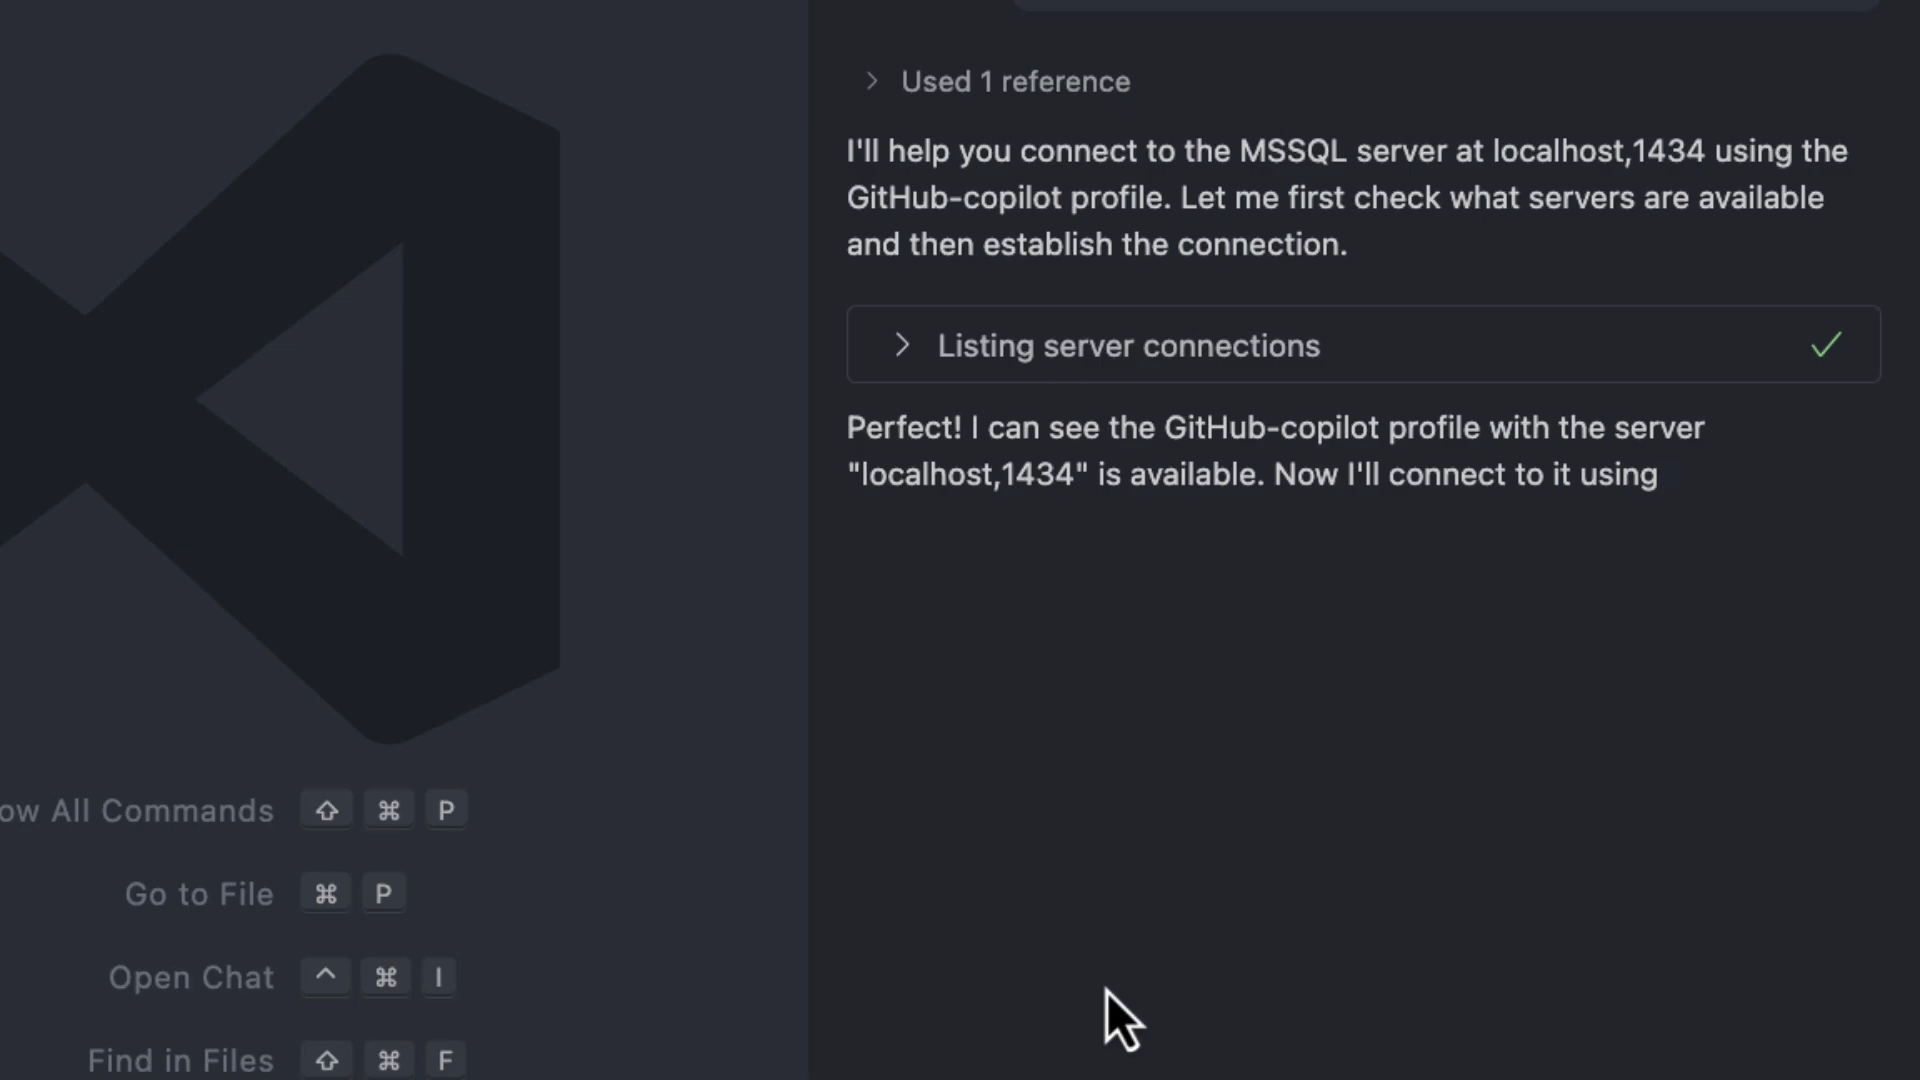 Used 1 reference
I'll help you connect to the MSSQL server at localhost,1434 using the
GitHub-copilot profile. Let me first check what servers are available
and then establish the connection.
Listing server connections
Perfect! I can see the GitHub-copilot profile with the server
"localhost,1434" is available. Now I'll connect to it using
ow All Commands ⇧ ⌘ P
Go to File ⌘ P
Open Chat ^ ⌘ I
Find in Files ⇧ ⌘ F